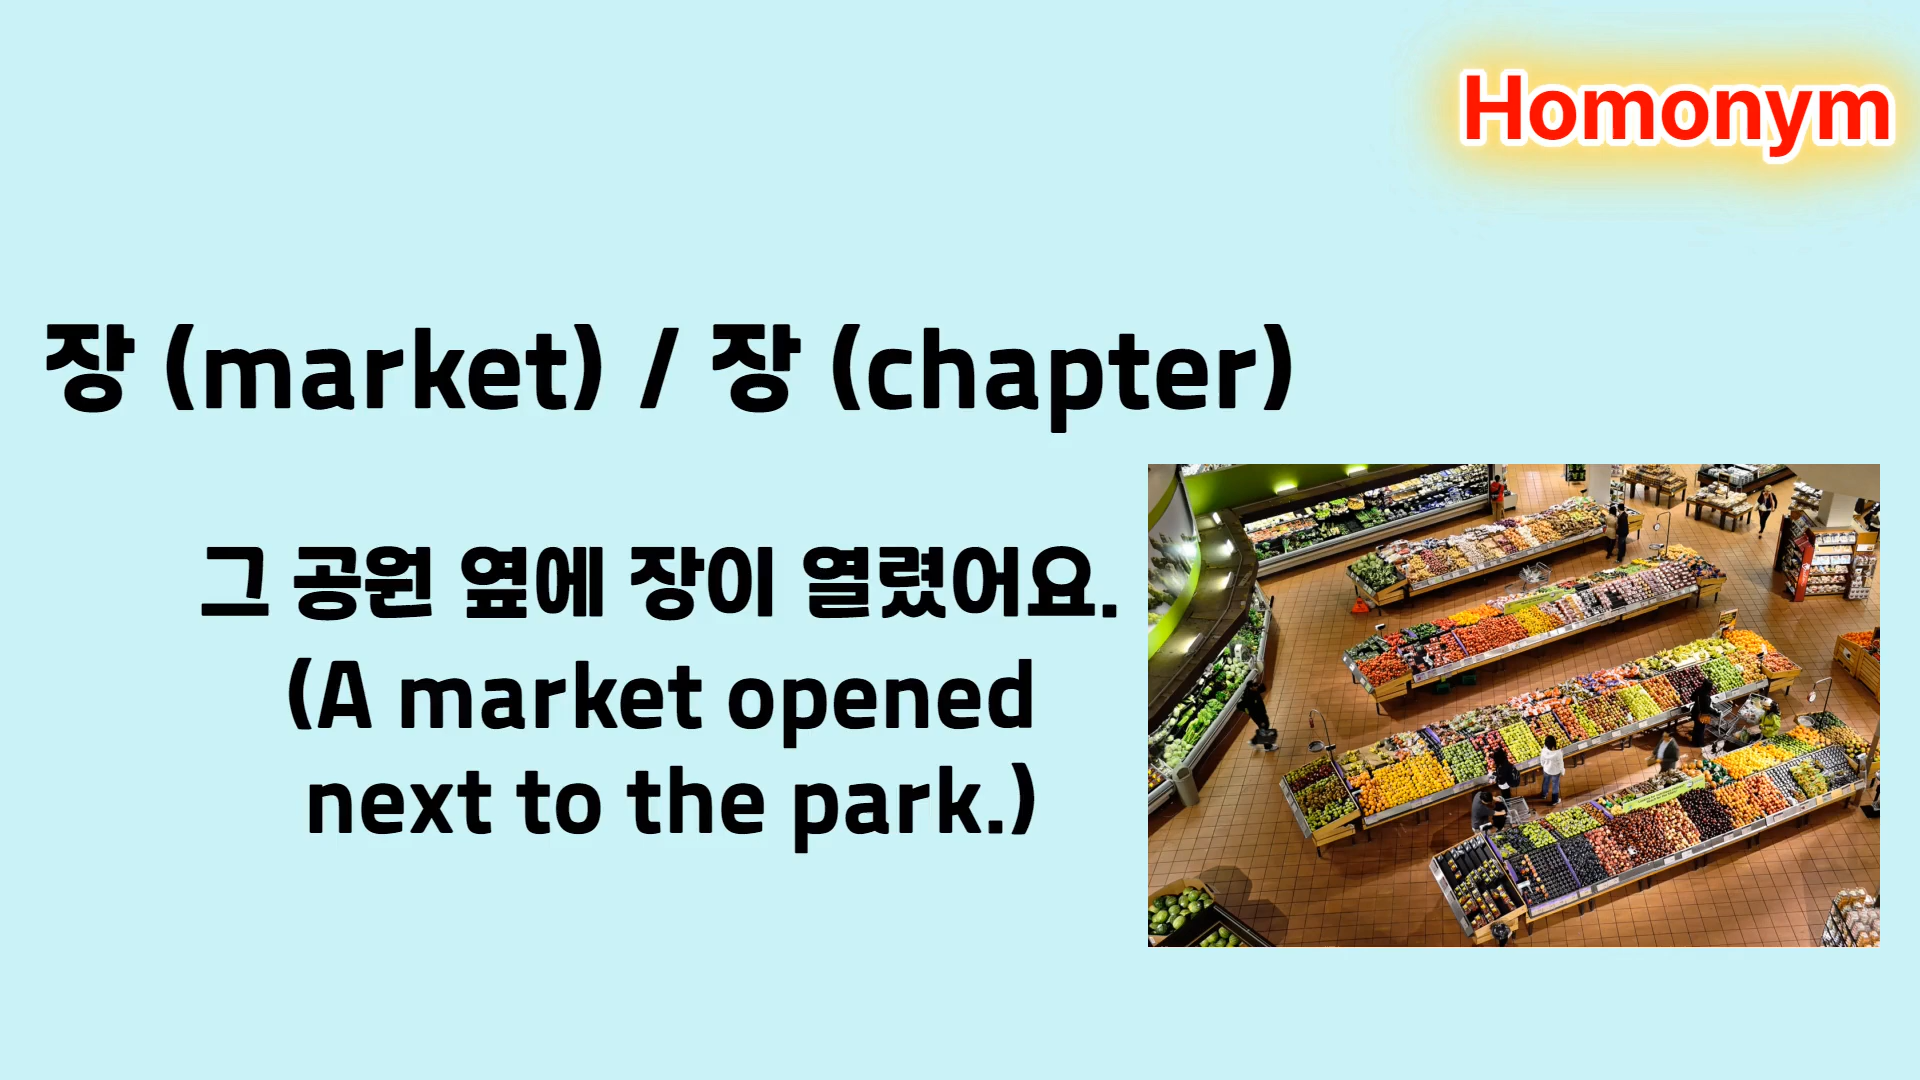 Homonym
장 (market) / 장 (chapter)
그 공원 옆에 장이 열렸어요.
(A market opened
next to the park.)